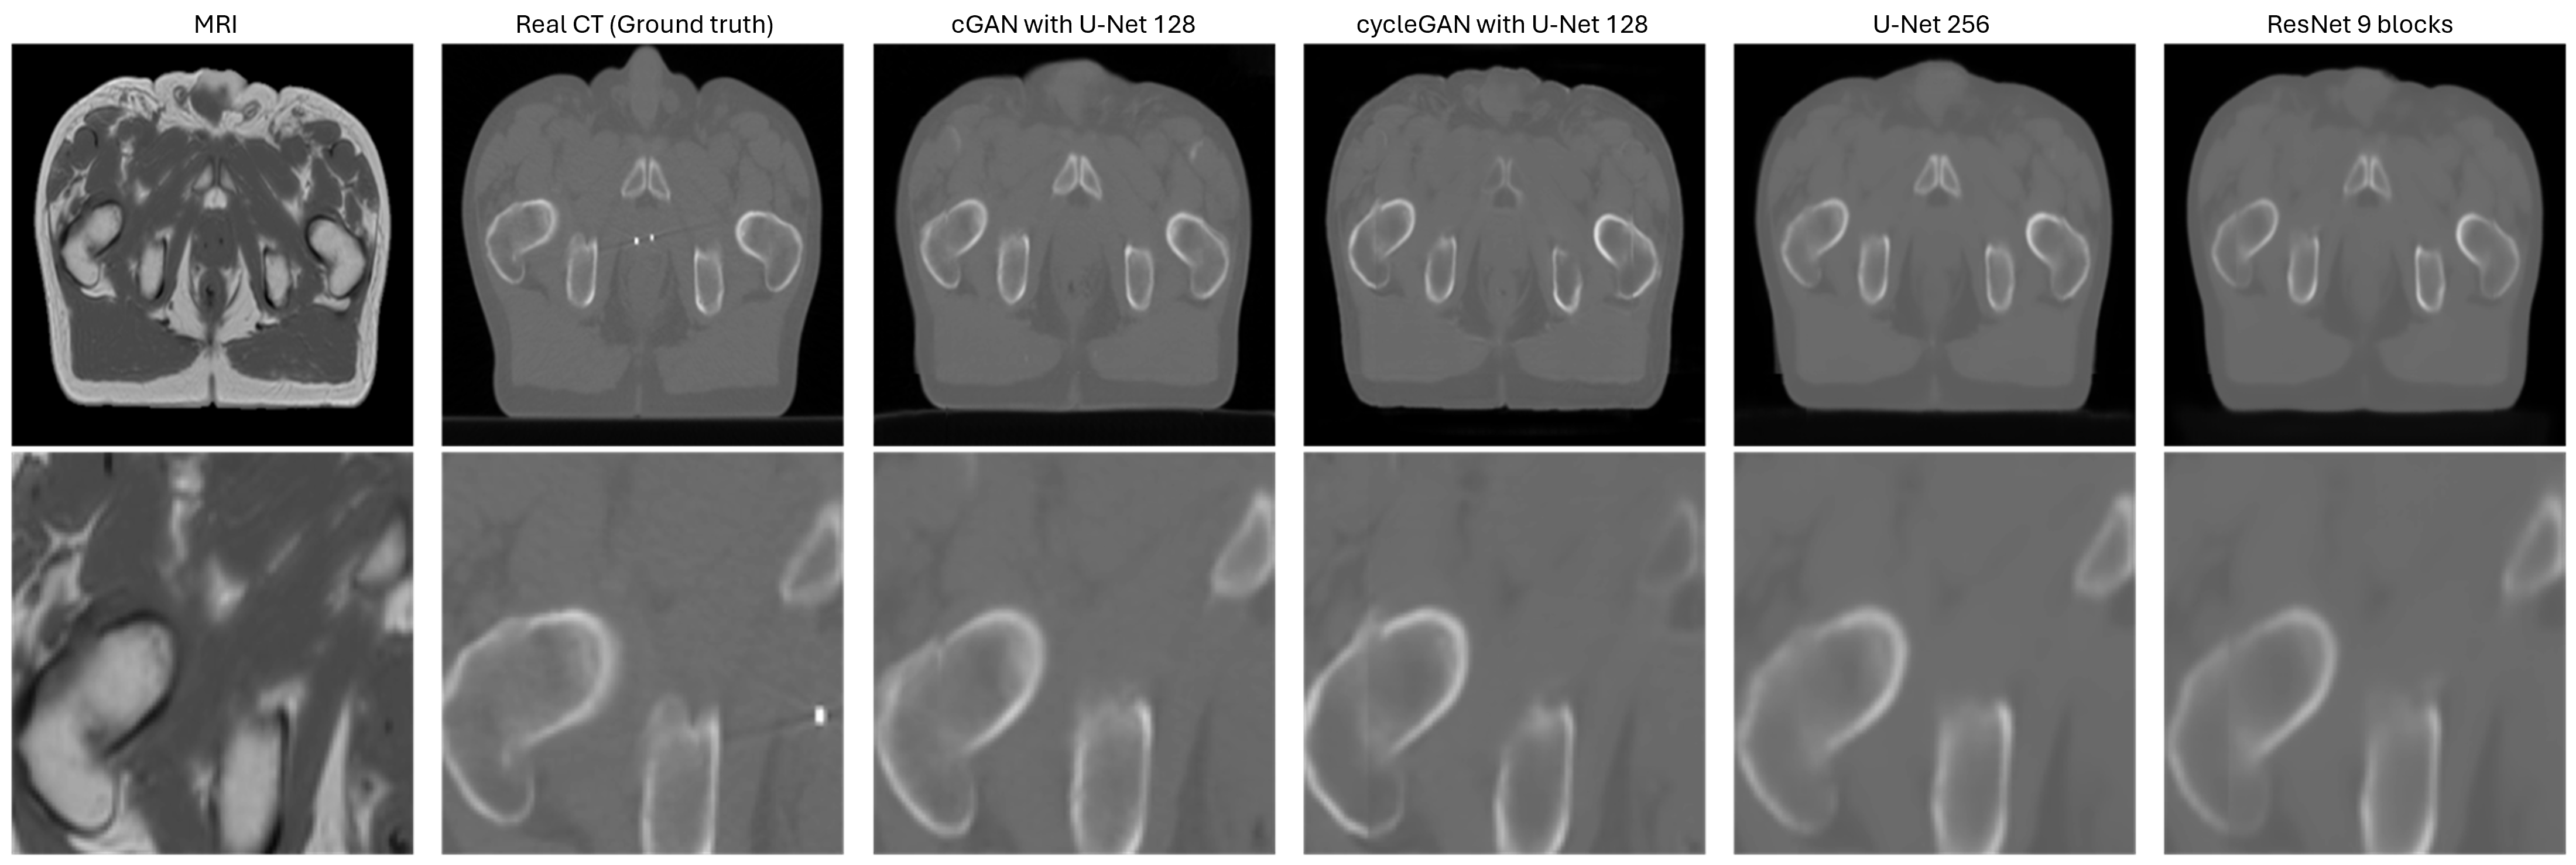 MRI
Real CT (Ground truth)
cGAN with U-Net 128
cycleGAN with U-Net 128
U-Net 256
ResNet 9 blocks